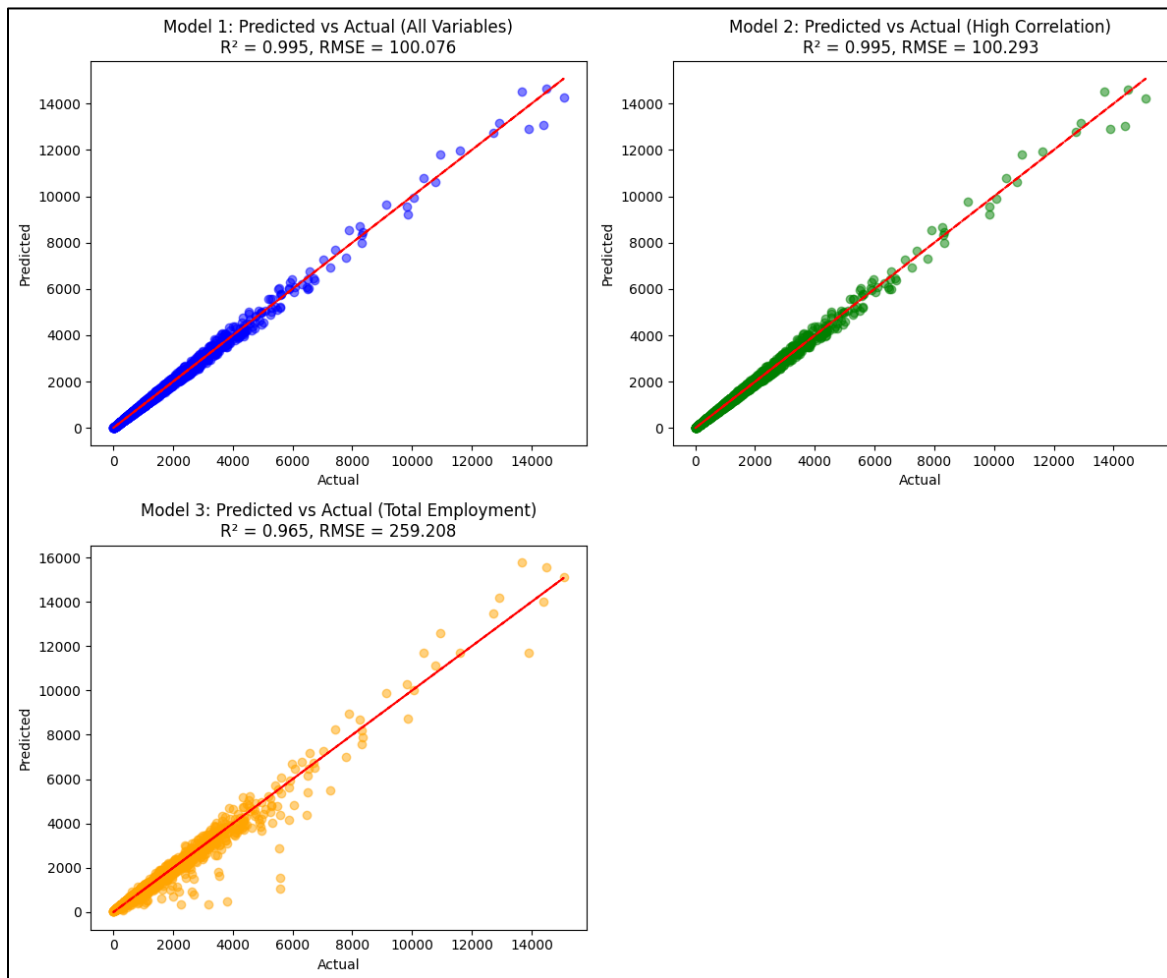 Model 1: Predicted vs Actual (All Variables)
R² = 0.995, RMSE = 100.076
14000
12000
10000
8000
6000
4000
2000
0
Predicted
0 2000 4000 6000 8000 10000 12000 14000
Actual
Model 2: Predicted vs Actual (High Correlation)
R² = 0.995, RMSE = 100.293
14000
12000
10000
8000
6000
4000
2000
0
Predicted
0 2000 4000 6000 8000 10000 12000 14000
Actual
Model 3: Predicted vs Actual (Total Employment)
R² = 0.965, RMSE = 259.208
16000
14000
12000
10000
8000
6000
4000
2000
0
Predicted
0 2000 4000 6000 8000 10000 12000 14000
Actual